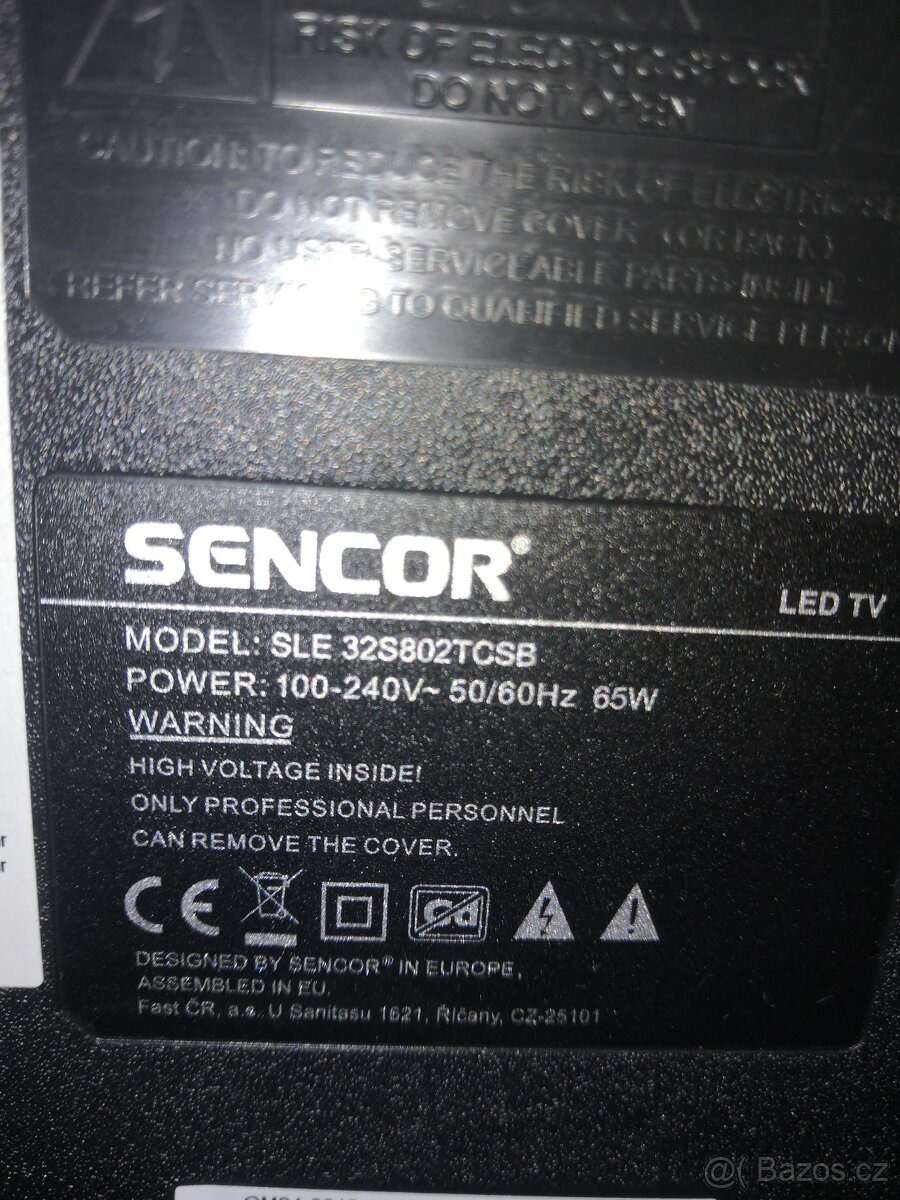 RISK OF ELECTRIC SHOCK
DO NOT OPEN
CAUTION: TO REDUCE THE RISK OF ELECTRIC
DO NOT REMOVE COVER (OR BACK)
NO USER-SERVICEABLE PARTS INSIDE
REFER SERVICING TO QUALIFIED SERVICE PERSON
SENCOR®
LED TV
MODEL: SLE 32S802TCSB
POWER: 100-240V~ 50/60Hz 65W
WARNING
HIGH VOLTAGE INSIDE!
ONLY PROFESSIONAL PERSONNEL
CAN REMOVE THE COVER.
CE
Cd
DESIGNED BY SENCOR® IN EUROPE,
ASSEMBLED IN EU.
Fast ČR, a.s. U Sanitasu 1621, Říčany, CZ-25101
Bazos.cz